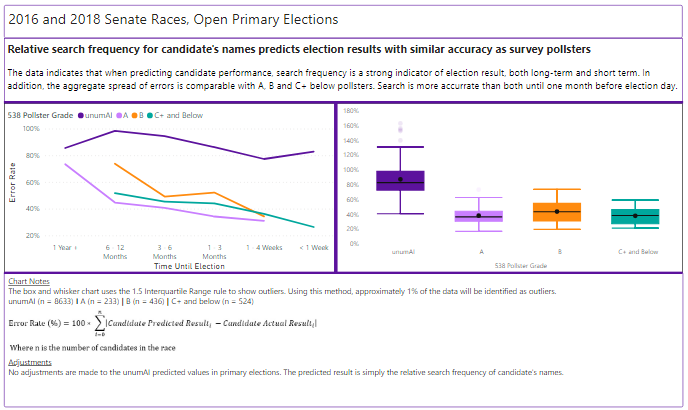 2016 and 2018 Senate Races, Open Primary Elections
Relative search frequency for candidate's names predicts election results with similar accuracy as survey pollsters
The data indicates that when predicting candidate performance, search frequency is a strong indicator of election result, both long-term and short term. In
addition, the aggregate spread of errors is comparable with A, B and C+ below pollsters. Search is more accurrate than both until one month before election day.
538 Pollster Grade unumAI A B C+ and Below
100%
80%
60%
40%
20%
Error Rate
1 Year +
6 - 12
Months
3 - 6
Months
1 - 3
Months
1 - 4 Weeks
< 1 Week
Time Until Election
180%
160%
140%
120%
100%
80%
60%
40%
20%
0%
unumAI
A
B
C+ and Below
538 Pollster Grade
Chart Notes
The box and whisker chart uses the 1.5 Interquartile Range rule to show outliers. Using this method, approximately 1% of the data will be identified as outliers.
unumAI (n = 8633) | A (n = 233) | B (n = 436) | C+ and below (n = 524)
Error Rate (%) = 100 * n ∑ i=0 |Candidate Predicted Result_i − Candidate Actual Result_i|
Where n is the number of candidates in the race
Adjustments
No adjustments are made to the unumAI predicted values in primary elections. The predicted result is simply the relative search frequency of candidate's names.